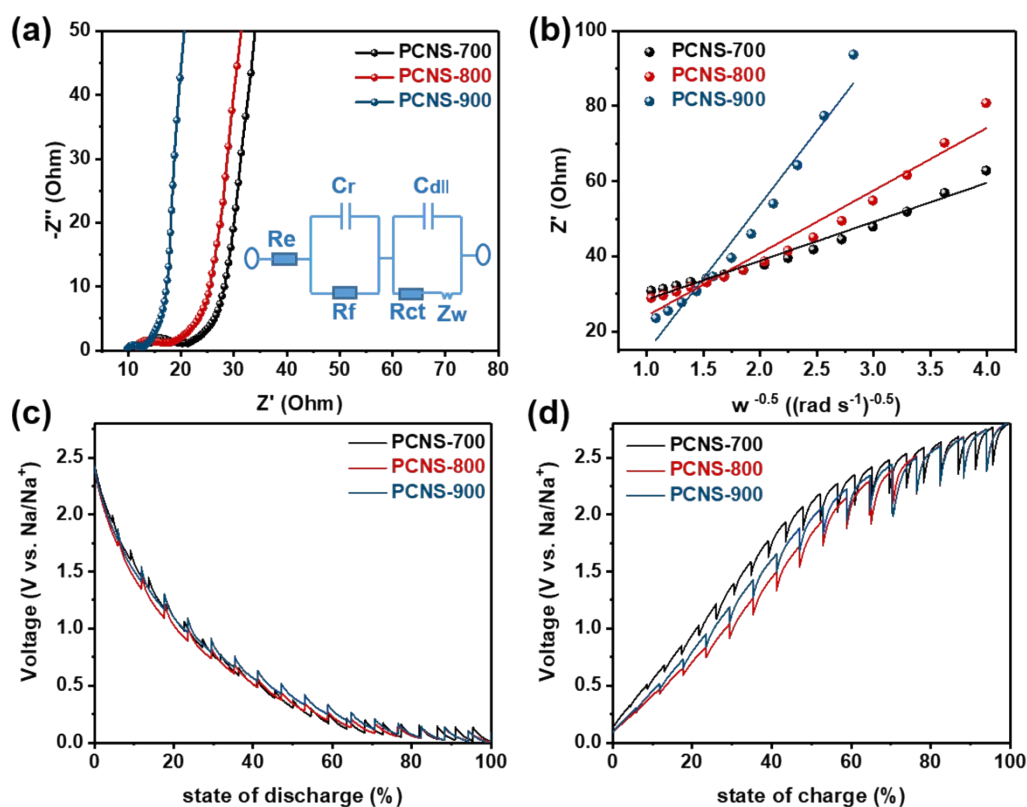 (a)
50
40
30
20
10
0
-Z'' (Ohm)
PCNS-700
PCNS-800
PCNS-900
Cr
Cdll
Re
Rf
Rct
Zw
10 20 30 40 50 60 70 80
Z' (Ohm)
(b)
100
80
60
40
20
Z' (Ohm)
PCNS-700
PCNS-800
PCNS-900
1.0 1.5 2.0 2.5 3.0 3.5 4.0
w -0.5 ((rad s-1)-0.5)
(c)
2.5
2.0
1.5
1.0
0.5
0.0
Voltage (V vs. Na/Na+)
PCNS-700
PCNS-800
PCNS-900
0 20 40 60 80 100
state of discharge (%)
(d)
2.5
2.0
1.5
1.0
0.5
0.0
Voltage (V vs. Na/Na+)
PCNS-700
PCNS-800
PCNS-900
0 20 40 60 80 100
state of charge (%)